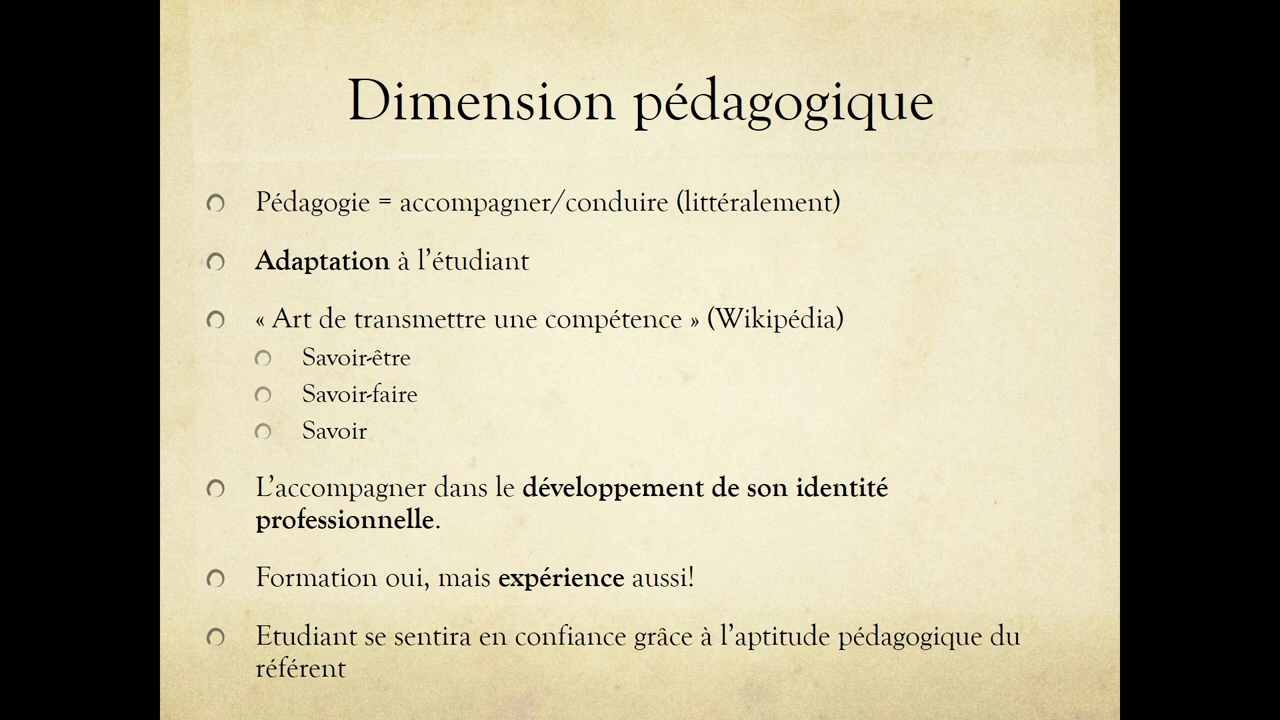 Dimension pédagogique
Pédagogie = accompagner/conduire (littéralement)
Adaptation à l’étudiant
« Art de transmettre une compétence » (Wikipédia)
Savoir-être
Savoir-faire
Savoir
L’accompagner dans le développement de son identité
professionnelle.
Formation oui, mais expérience aussi!
Etudiant se sentira en confiance grâce à l’aptitude pédagogique du
référent